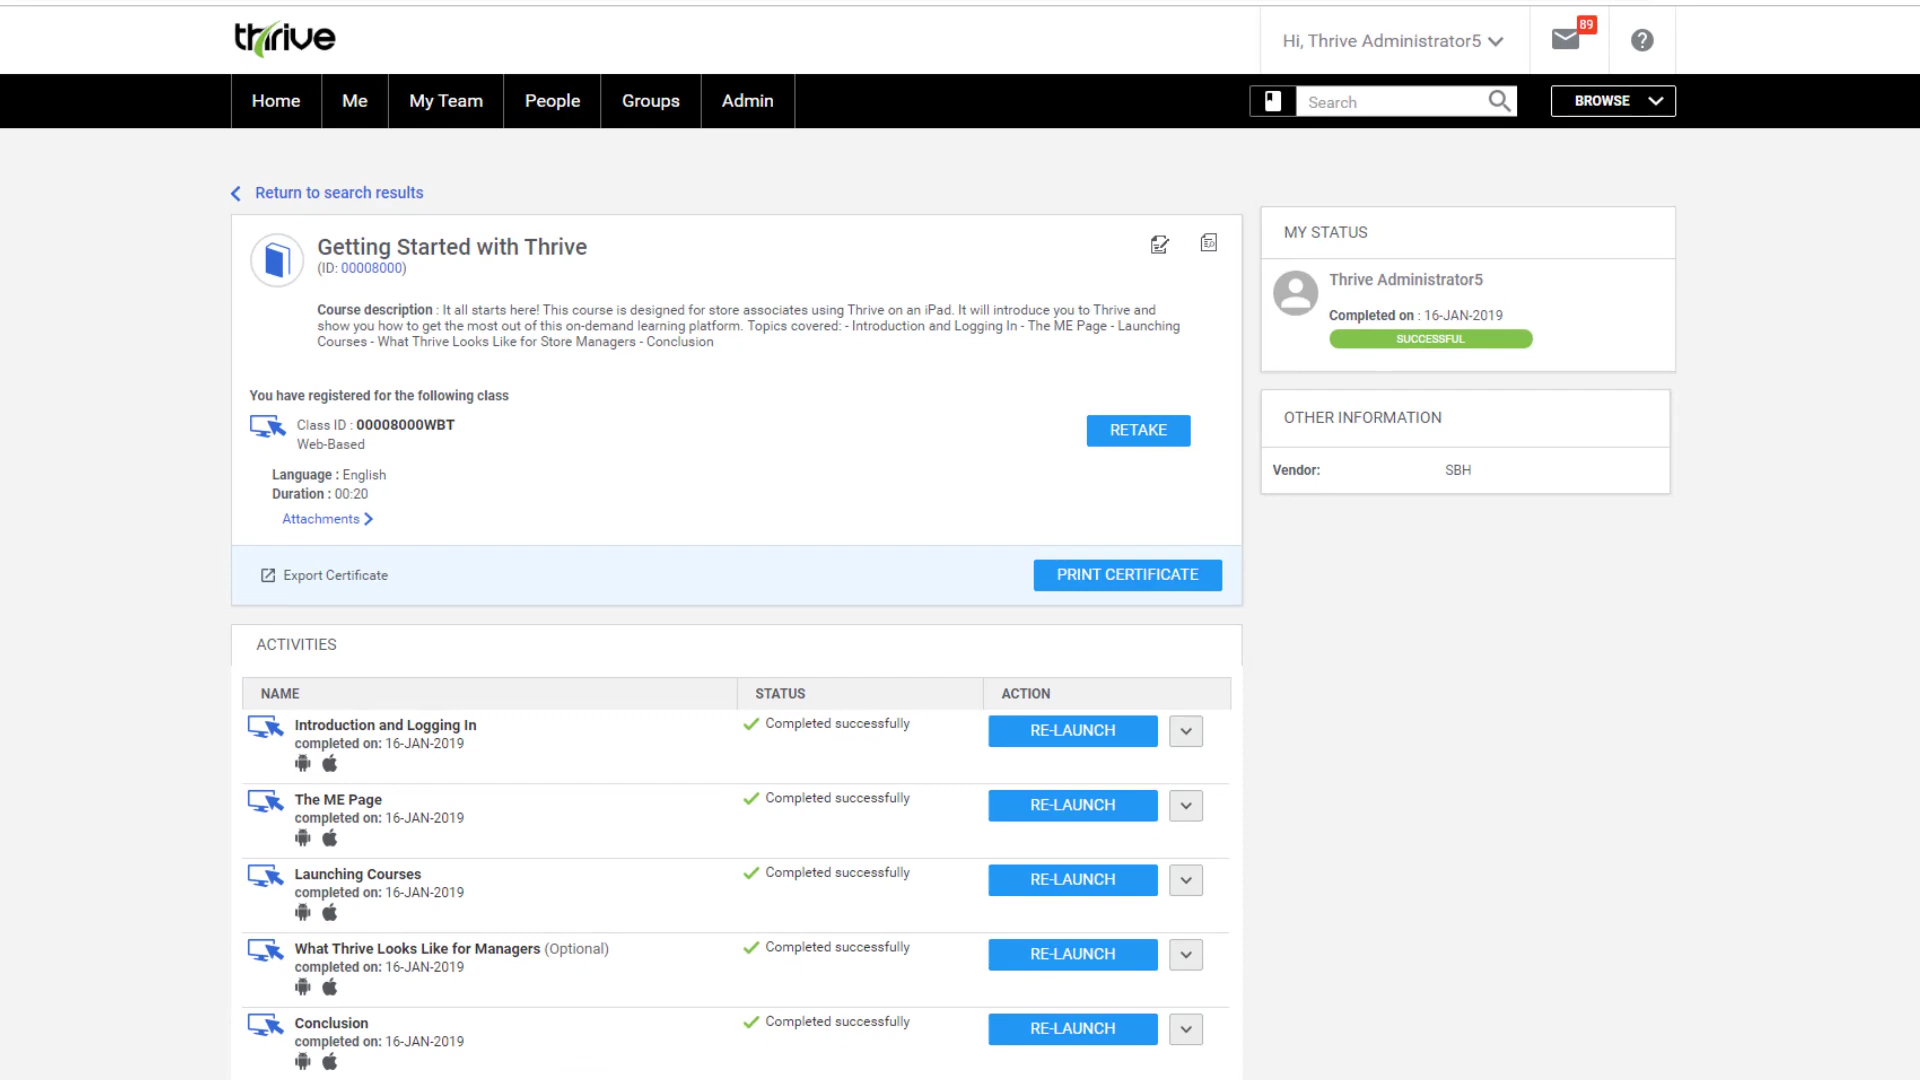 thrive
Hi, Thrive Administrator5
89
?
Home
Me
My Team
People
Groups
Admin
Search
BROWSE
Return to search results
Getting Started with Thrive
(ID: 00008000)
Course description : It all starts here! This course is designed for store associates using Thrive on an iPad. It will introduce you to Thrive and
show you how to get the most out of this on-demand learning platform. Topics covered: - Introduction and Logging In - The ME Page - Launching
Courses - What Thrive Looks Like for Store Managers - Conclusion
You have registered for the following class
Class ID : 00008000WBT
Web-Based
RETAKE
Language : English
Duration : 00:20
Attachments
Export Certificate
PRINT CERTIFICATE
MY STATUS
Thrive Administrator5
Completed on : 16-JAN-2019
SUCCESSFUL
OTHER INFORMATION
Vendor: SBH
ACTIVITIES
NAME STATUS ACTION
Introduction and Logging In
completed on: 16-JAN-2019
Completed successfully
RE-LAUNCH
The ME Page
completed on: 16-JAN-2019
Completed successfully
RE-LAUNCH
Launching Courses
completed on: 16-JAN-2019
Completed successfully
RE-LAUNCH
What Thrive Looks Like for Managers (Optional)
completed on: 16-JAN-2019
Completed successfully
RE-LAUNCH
Conclusion
completed on: 16-JAN-2019
Completed successfully
RE-LAUNCH